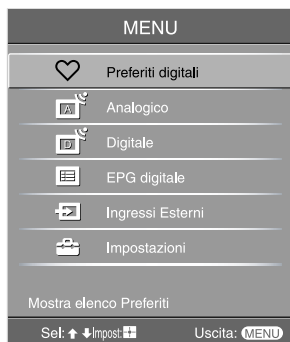 MENU
Preferiti digitali
A Analogico
D Digitale
EPG digitale
Ingressi Esterni
Impostazioni
Mostra elenco Preferiti
Sel: Impost: Uscita: MENU